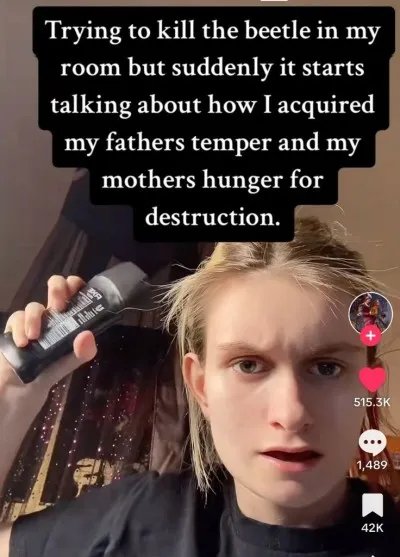 Trying to kill the beetle in my
room but suddenly it starts
talking about how I acquired
my fathers temper and my
mothers hunger for
destruction.
515.3K
1,489
42K